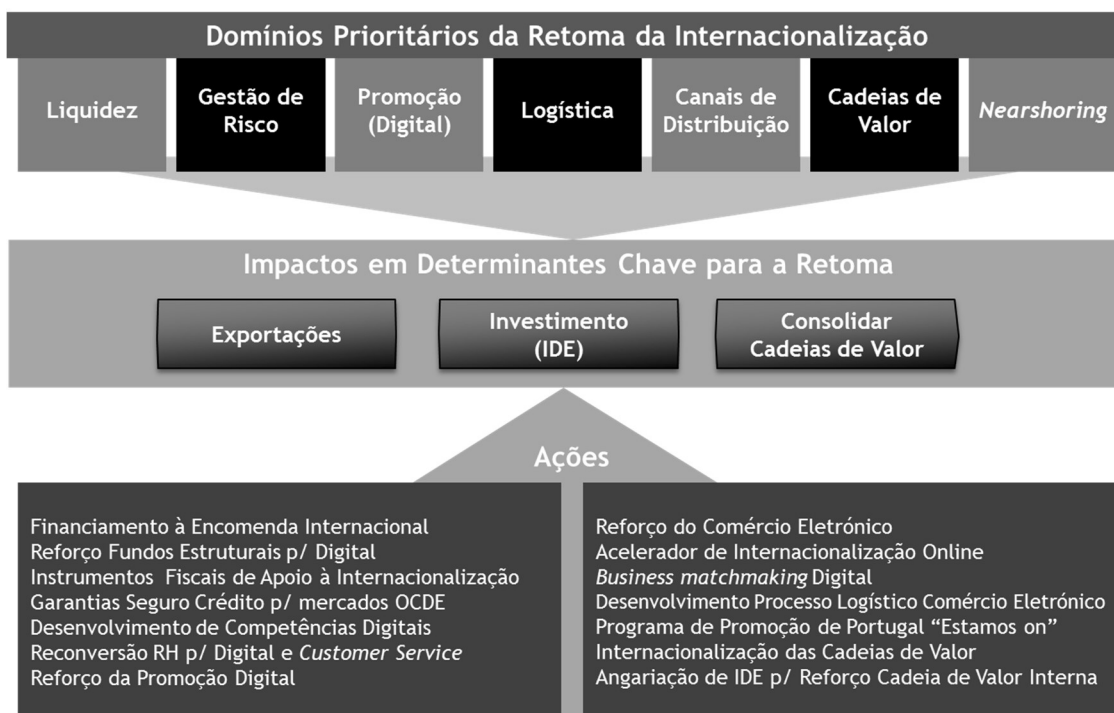 Domínios Prioritários da Retoma da Internacionalização
Liquidez
Gestão de
Risco
Promoção
(Digital)
Logística
Canais de
Distribuição
Cadeias de
Valor
Nearshoring
Impactos em Determinantes Chave para a Retoma
Exportações
Investimento
(IDE)
Consolidar
Cadeias de Valor
Ações
Financiamento à Encomenda Internacional
Reforço Fundos Estruturais p/ Digital
Instrumentos Fiscais de Apoio à Internacionalização
Garantias Seguro Crédito p/ mercados OCDE
Desenvolvimento de Competências Digitais
Reconversão RH p/ Digital e Customer Service
Reforço da Promoção Digital
Reforço do Comércio Eletrónico
Acelerador de Internacionalização Online
Business matchmaking Digital
Desenvolvimento Processo Logístico Comércio Eletrónico
Programa de Promoção de Portugal “Estamos on”
Internacionalização das Cadeias de Valor
Angariação de IDE p/ Reforço Cadeia de Valor Interna